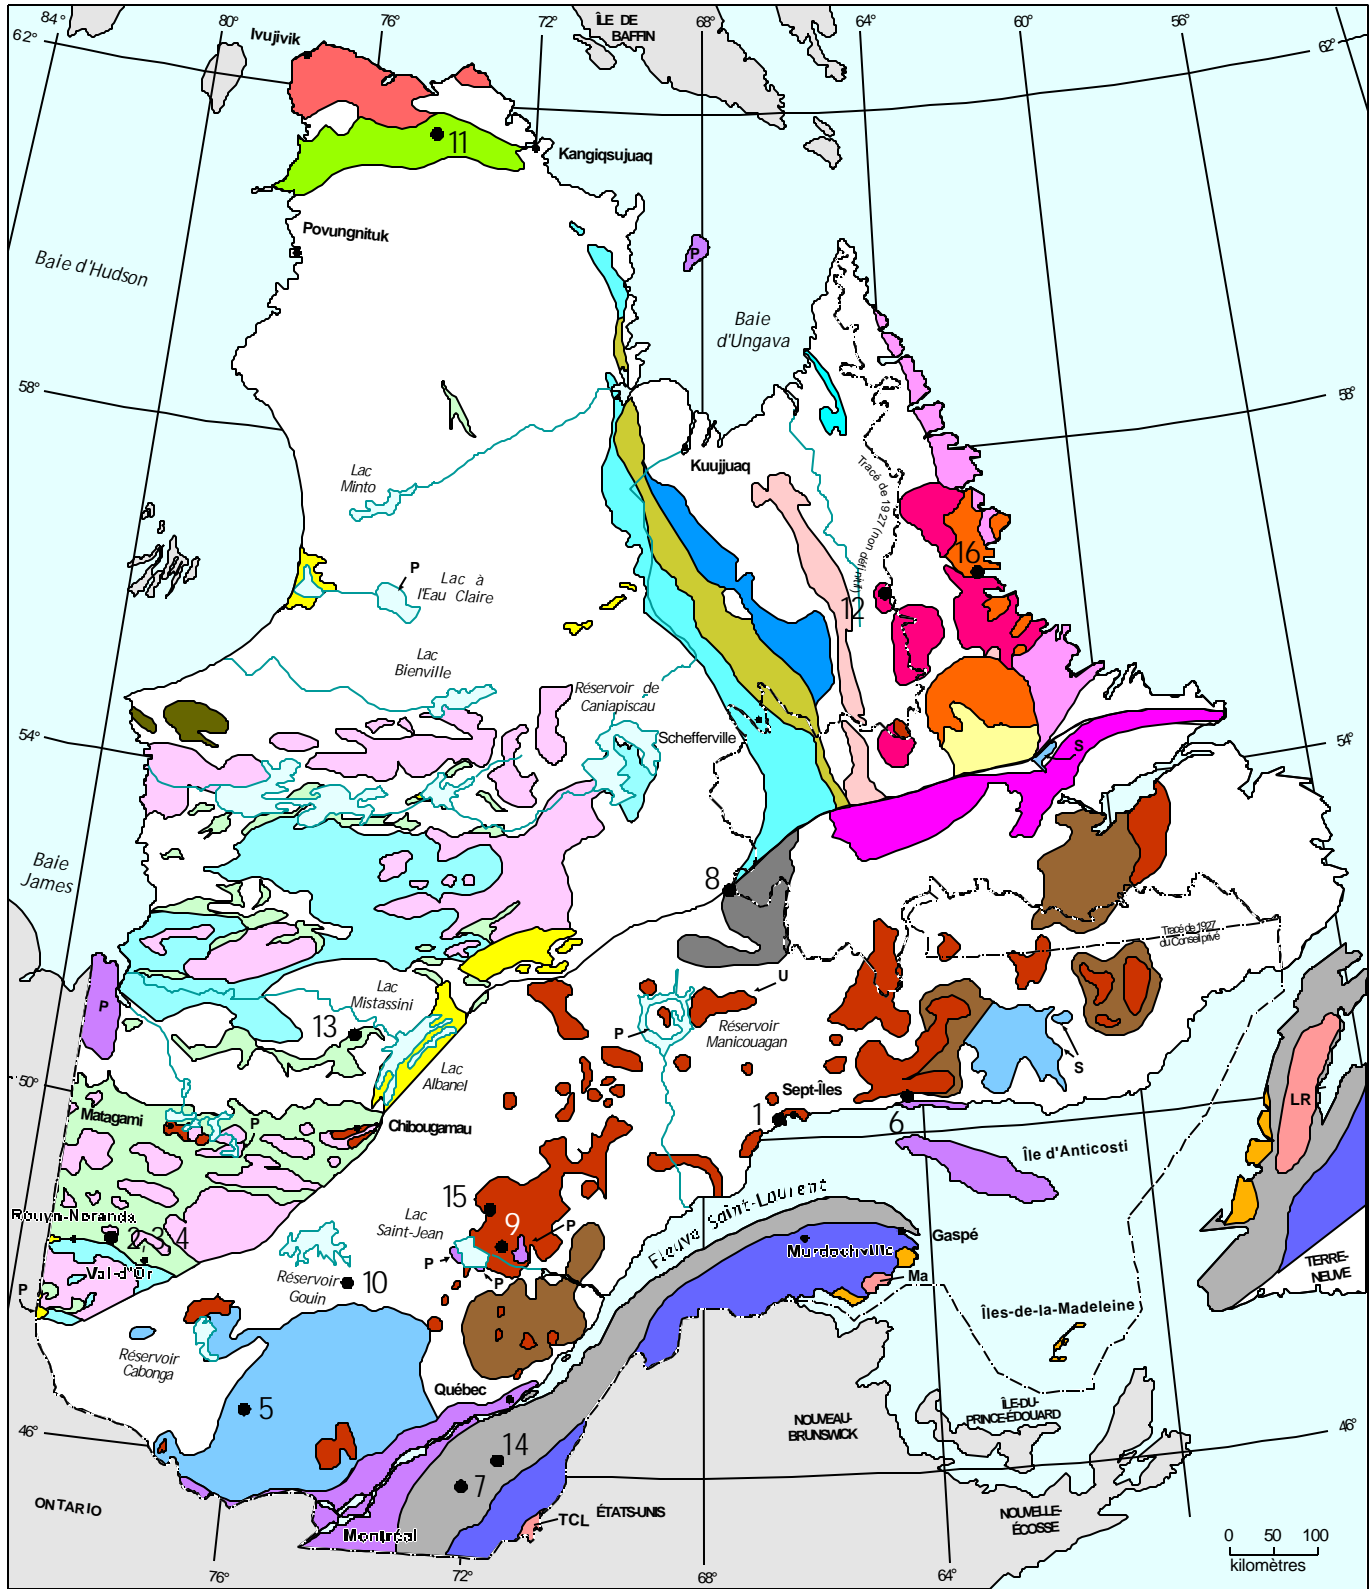 84°
80°
76°
72°
68°
64°
60°
56°
62°
62°
Ivujivik
ÎLE DE
BAFFIN
11
Kangiqsujuaq
Povungnituk
P
Baie d'Hudson
Baie
d'Ungava
58°
58°
Lac
Minto
Kuujjuaq
Tracé de 1927 (non définitif)
16
P
Lac à
l'Eau Claire
12
Lac
Bienville
Réservoir de
Caniapiscau
Schefferville
54°
54°
S
Baie
James
8
Tracé de 1927
du Conseil privé
U
P
Lac
Mistassini
13
P
Réservoir
Manicouagan
Lac
Albanel
S
50°
Sept-Îles
Matagami
P
Chibougamau
1
6
LR
Île d'Anticosti
15
Lac
Saint-Jean
9
P
Rouyn-Noranda
2, 3, 4
Fleuve Saint-Laurent
Gaspé
Murdochville
P
P
Val-d'Or
Réservoir
Gouin
10
Ma
TERRE-
NEUVE
P
Îles-de-la-Madeleine
Réservoir
Cabonga
Québec
5
ÎLE-DU-
PRINCE-ÉDOUARD
NOUVEAU-
BRUNSWICK
46°
46°
14
7
ONTARIO
TCL
ÉTATS-UNIS
NOUVELLE-
ÉCOSSE
Montréal
0 50 100
kilomètres
76°
72°
68°
64°